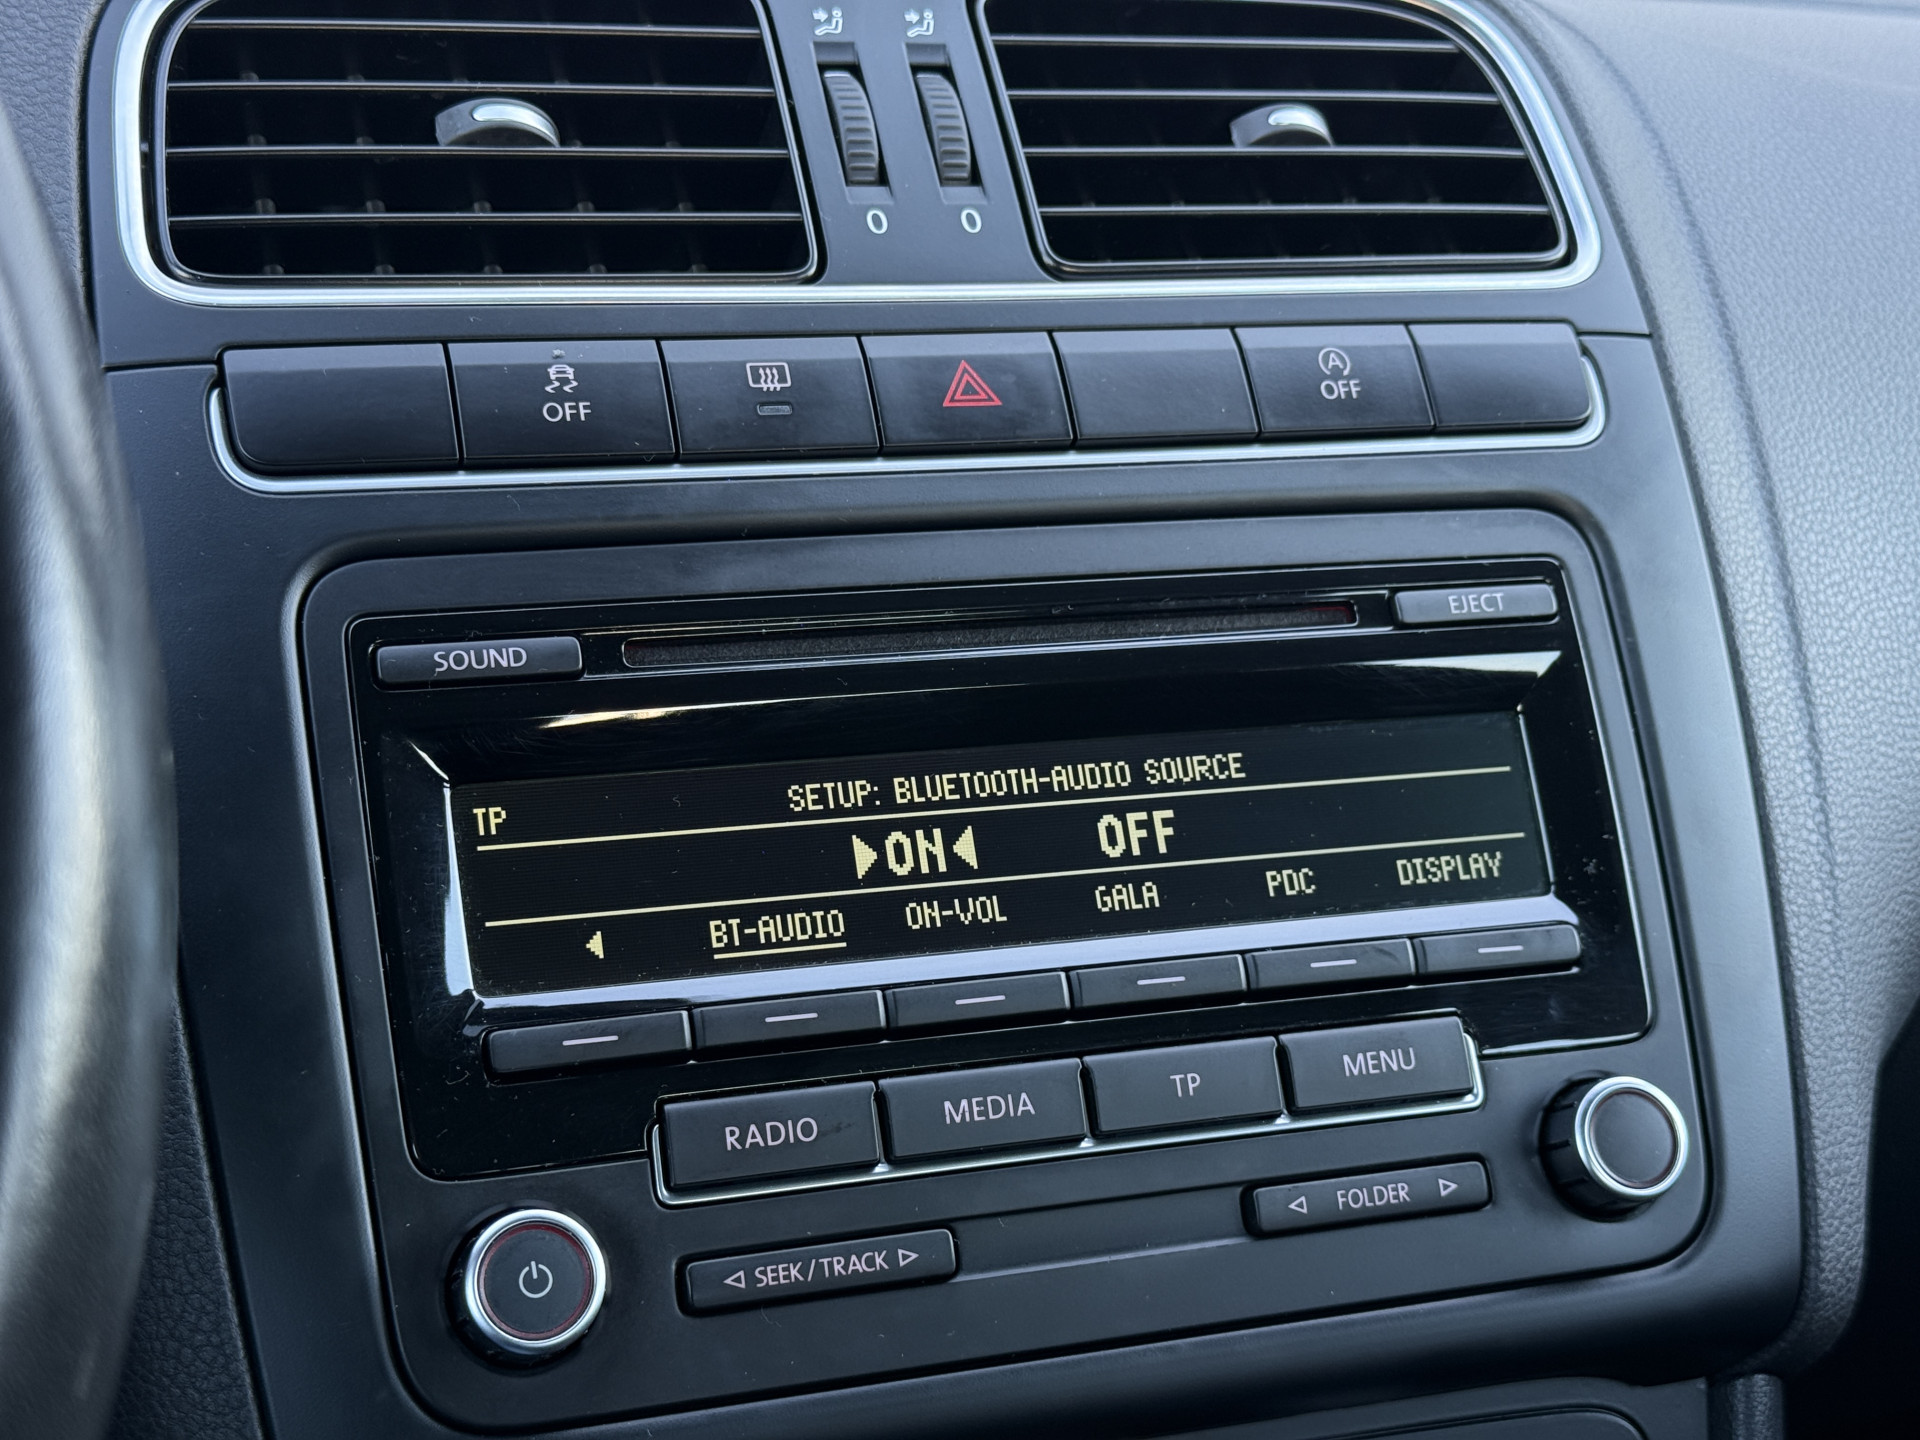 0 0
OFF
OFF
EJECT
SOUND
SETUP: BLUETOOTH-AUDIO SOURCE
TP
ON OFF
BT-AUDIO ON-VOL GALA PDC DISPLAY
RADIO MEDIA TP MENU
SEEK/TRACK FOLDER